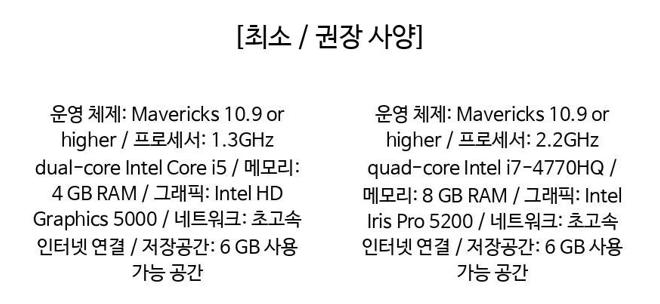 [최소 / 권장 사양]
운영 체제: Mavericks 10.9 or
higher / 프로세서: 1.3GHz
dual-core Intel Core i5 / 메모리:
4 GB RAM / 그래픽: Intel HD
Graphics 5000 / 네트워크: 초고속
인터넷 연결 / 저장공간: 6 GB 사용
가능 공간
운영 체제: Mavericks 10.9 or
higher / 프로세서: 2.2GHz
quad-core Intel i7-4770HQ /
메모리: 8 GB RAM / 그래픽: Intel
Iris Pro 5200 / 네트워크: 초고속
인터넷 연결 / 저장공간: 6 GB 사용
가능 공간